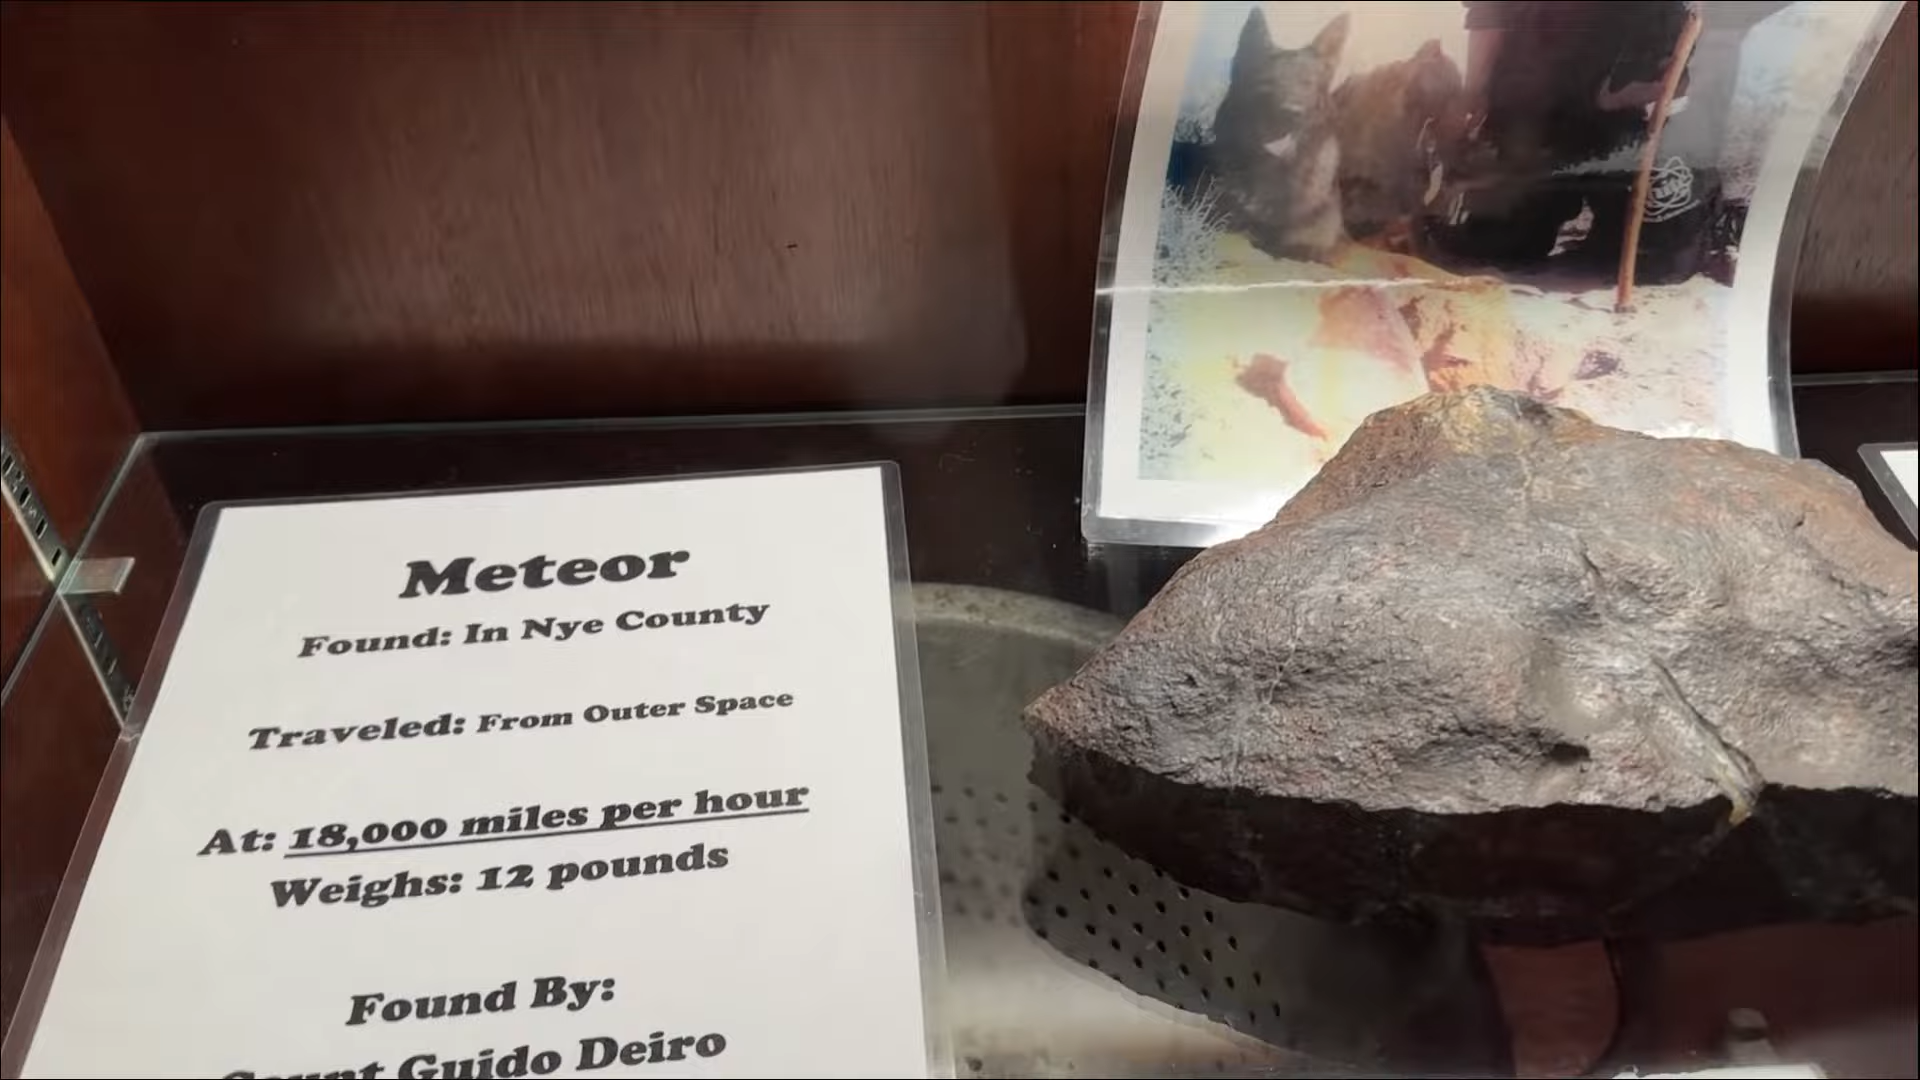 Meteor
Found: In Nye County
Traveled: From Outer Space
At: 18,000 miles per hour
Weighs: 12 pounds
Found By:
Count Guido Deiro